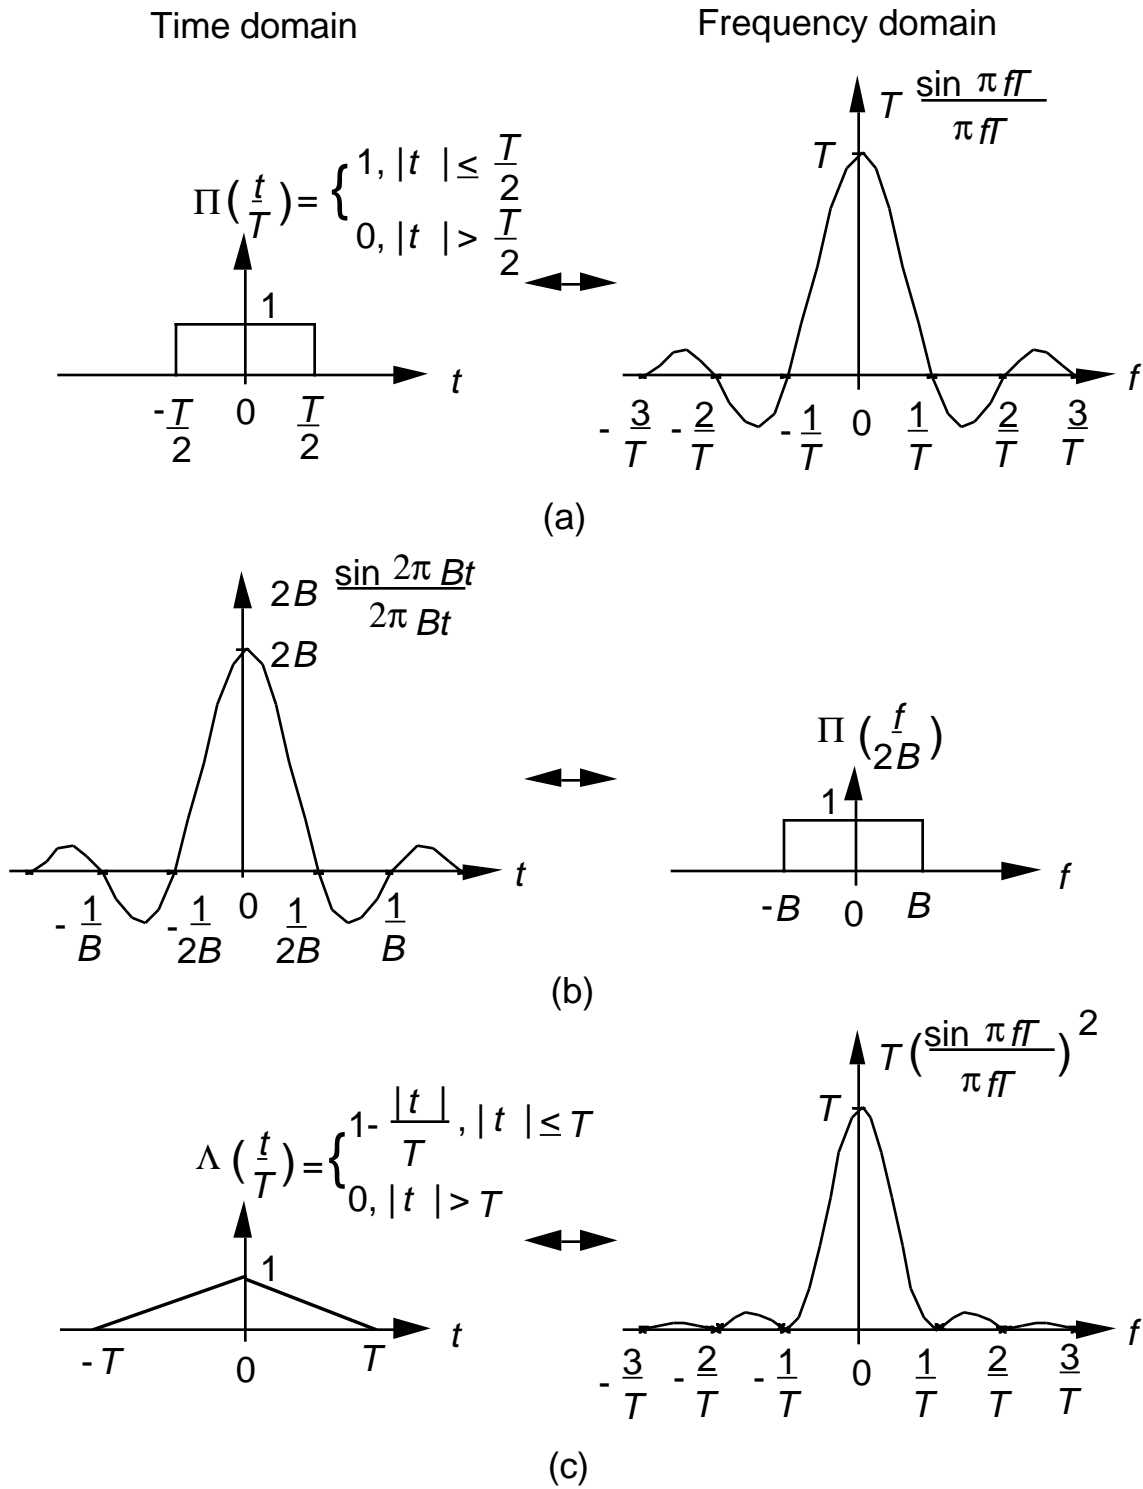 Time domain
Frequency domain
Π(t/T) = { 1, |t| ≤ T/2
0, |t| > T/2
1
-T/2 0 T/2 t
T sin πfT / πfT
T
-3/T -2/T -1/T 0 1/T 2/T 3/T f
(a)
2B sin 2πBt / 2πBt
2B
-1/B -1/2B 0 1/2B 1/B t
Π(f/2B)
1
-B 0 B f
(b)
Λ(t/T) = { 1- |t|/T, |t| ≤ T
0, |t| > T
1
-T 0 T t
T(sin πfT / πfT)²
T
-3/T -2/T -1/T 0 1/T 2/T 3/T f
(c)